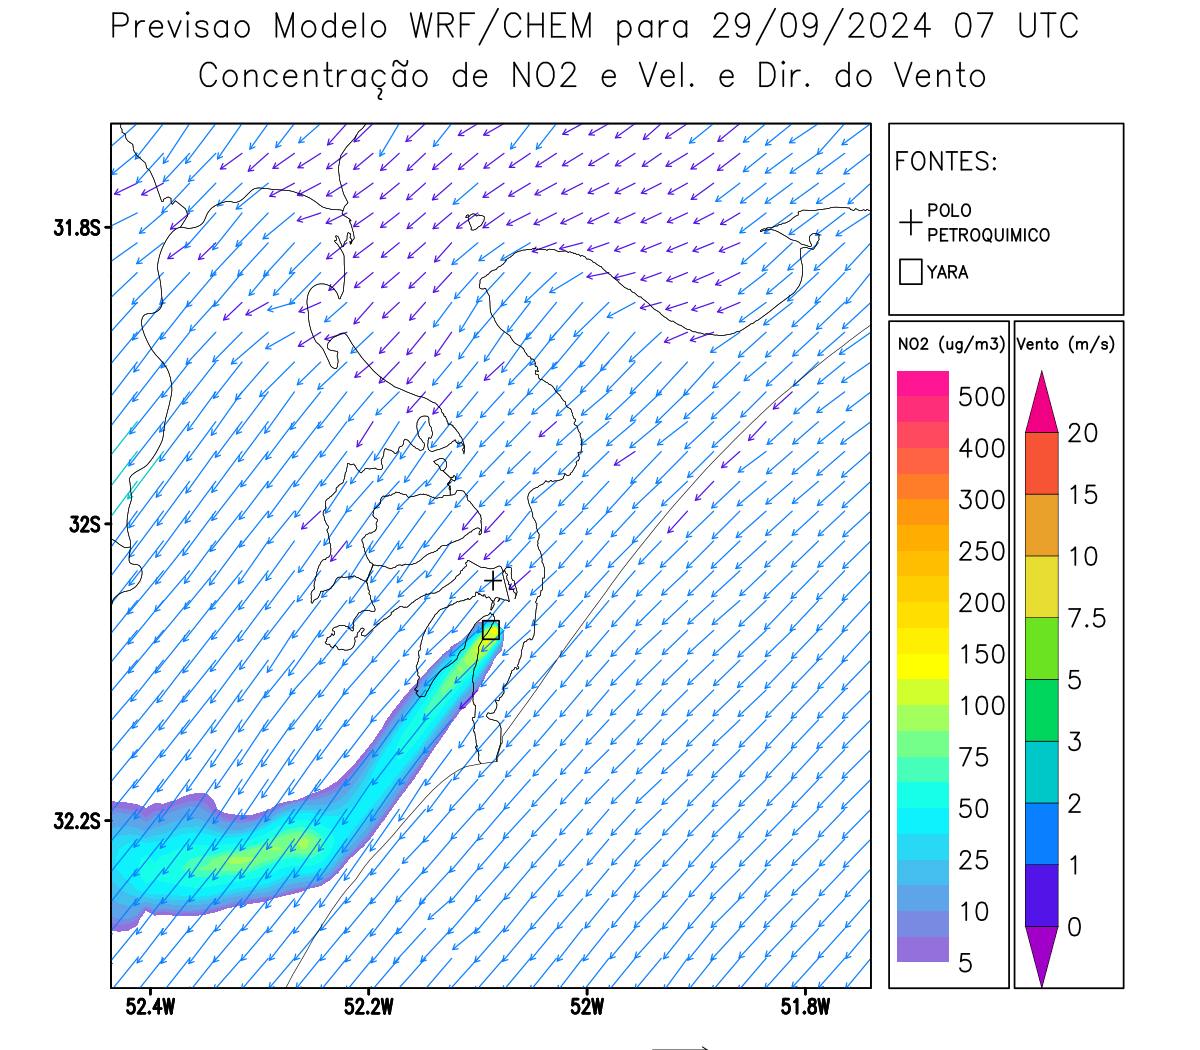 Previsao Modelo WRF/CHEM para 29/09/2024 07 UTC
Concentração de NO2 e Vel. e Dir. do Vento
FONTES:
POLO
PETROQUIMICO
YARA
NO2 (ug/m3)
500
400
300
250
200
150
100
75
50
25
10
5
Vento (m/s)
20
15
10
7.5
5
3
2
1
0
31.8S
32S
32.2S
52.4W
52.2W
52W
51.8W